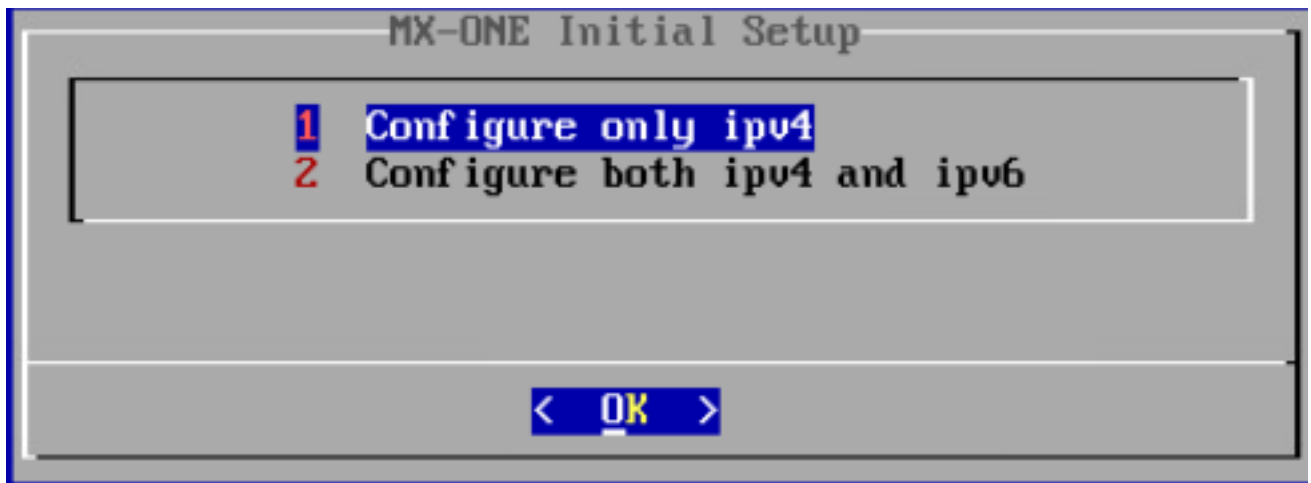 MX-ONE Initial Setup
1 Configure only ipv4
2 Configure both ipv4 and ipv6
< OK >